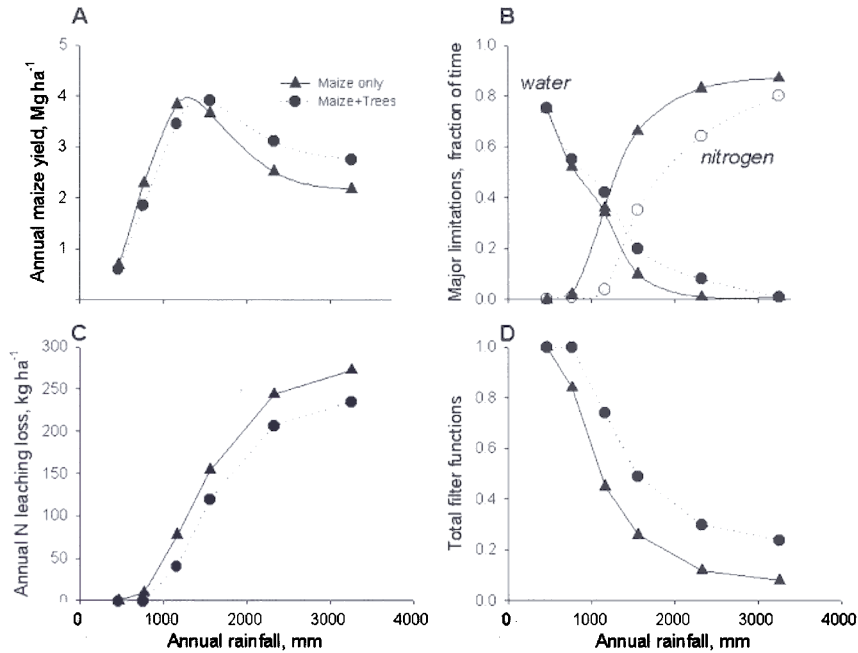 A
Annual maize yield, Mg ha-1
5
4
3
2
1
Maize only
Maize+Trees
B
Major limitations, fraction of time
1.0
0.8
0.6
0.4
0.2
0.0
water
nitrogen
C
Annual N leaching loss, kg ha-1
300
250
200
150
100
50
0
0 1000 2000 3000 4000
Annual rainfall, mm
D
Total filter functions
1.0
0.8
0.6
0.4
0.2
0.0
0 1000 2000 3000 4000
Annual rainfall, mm